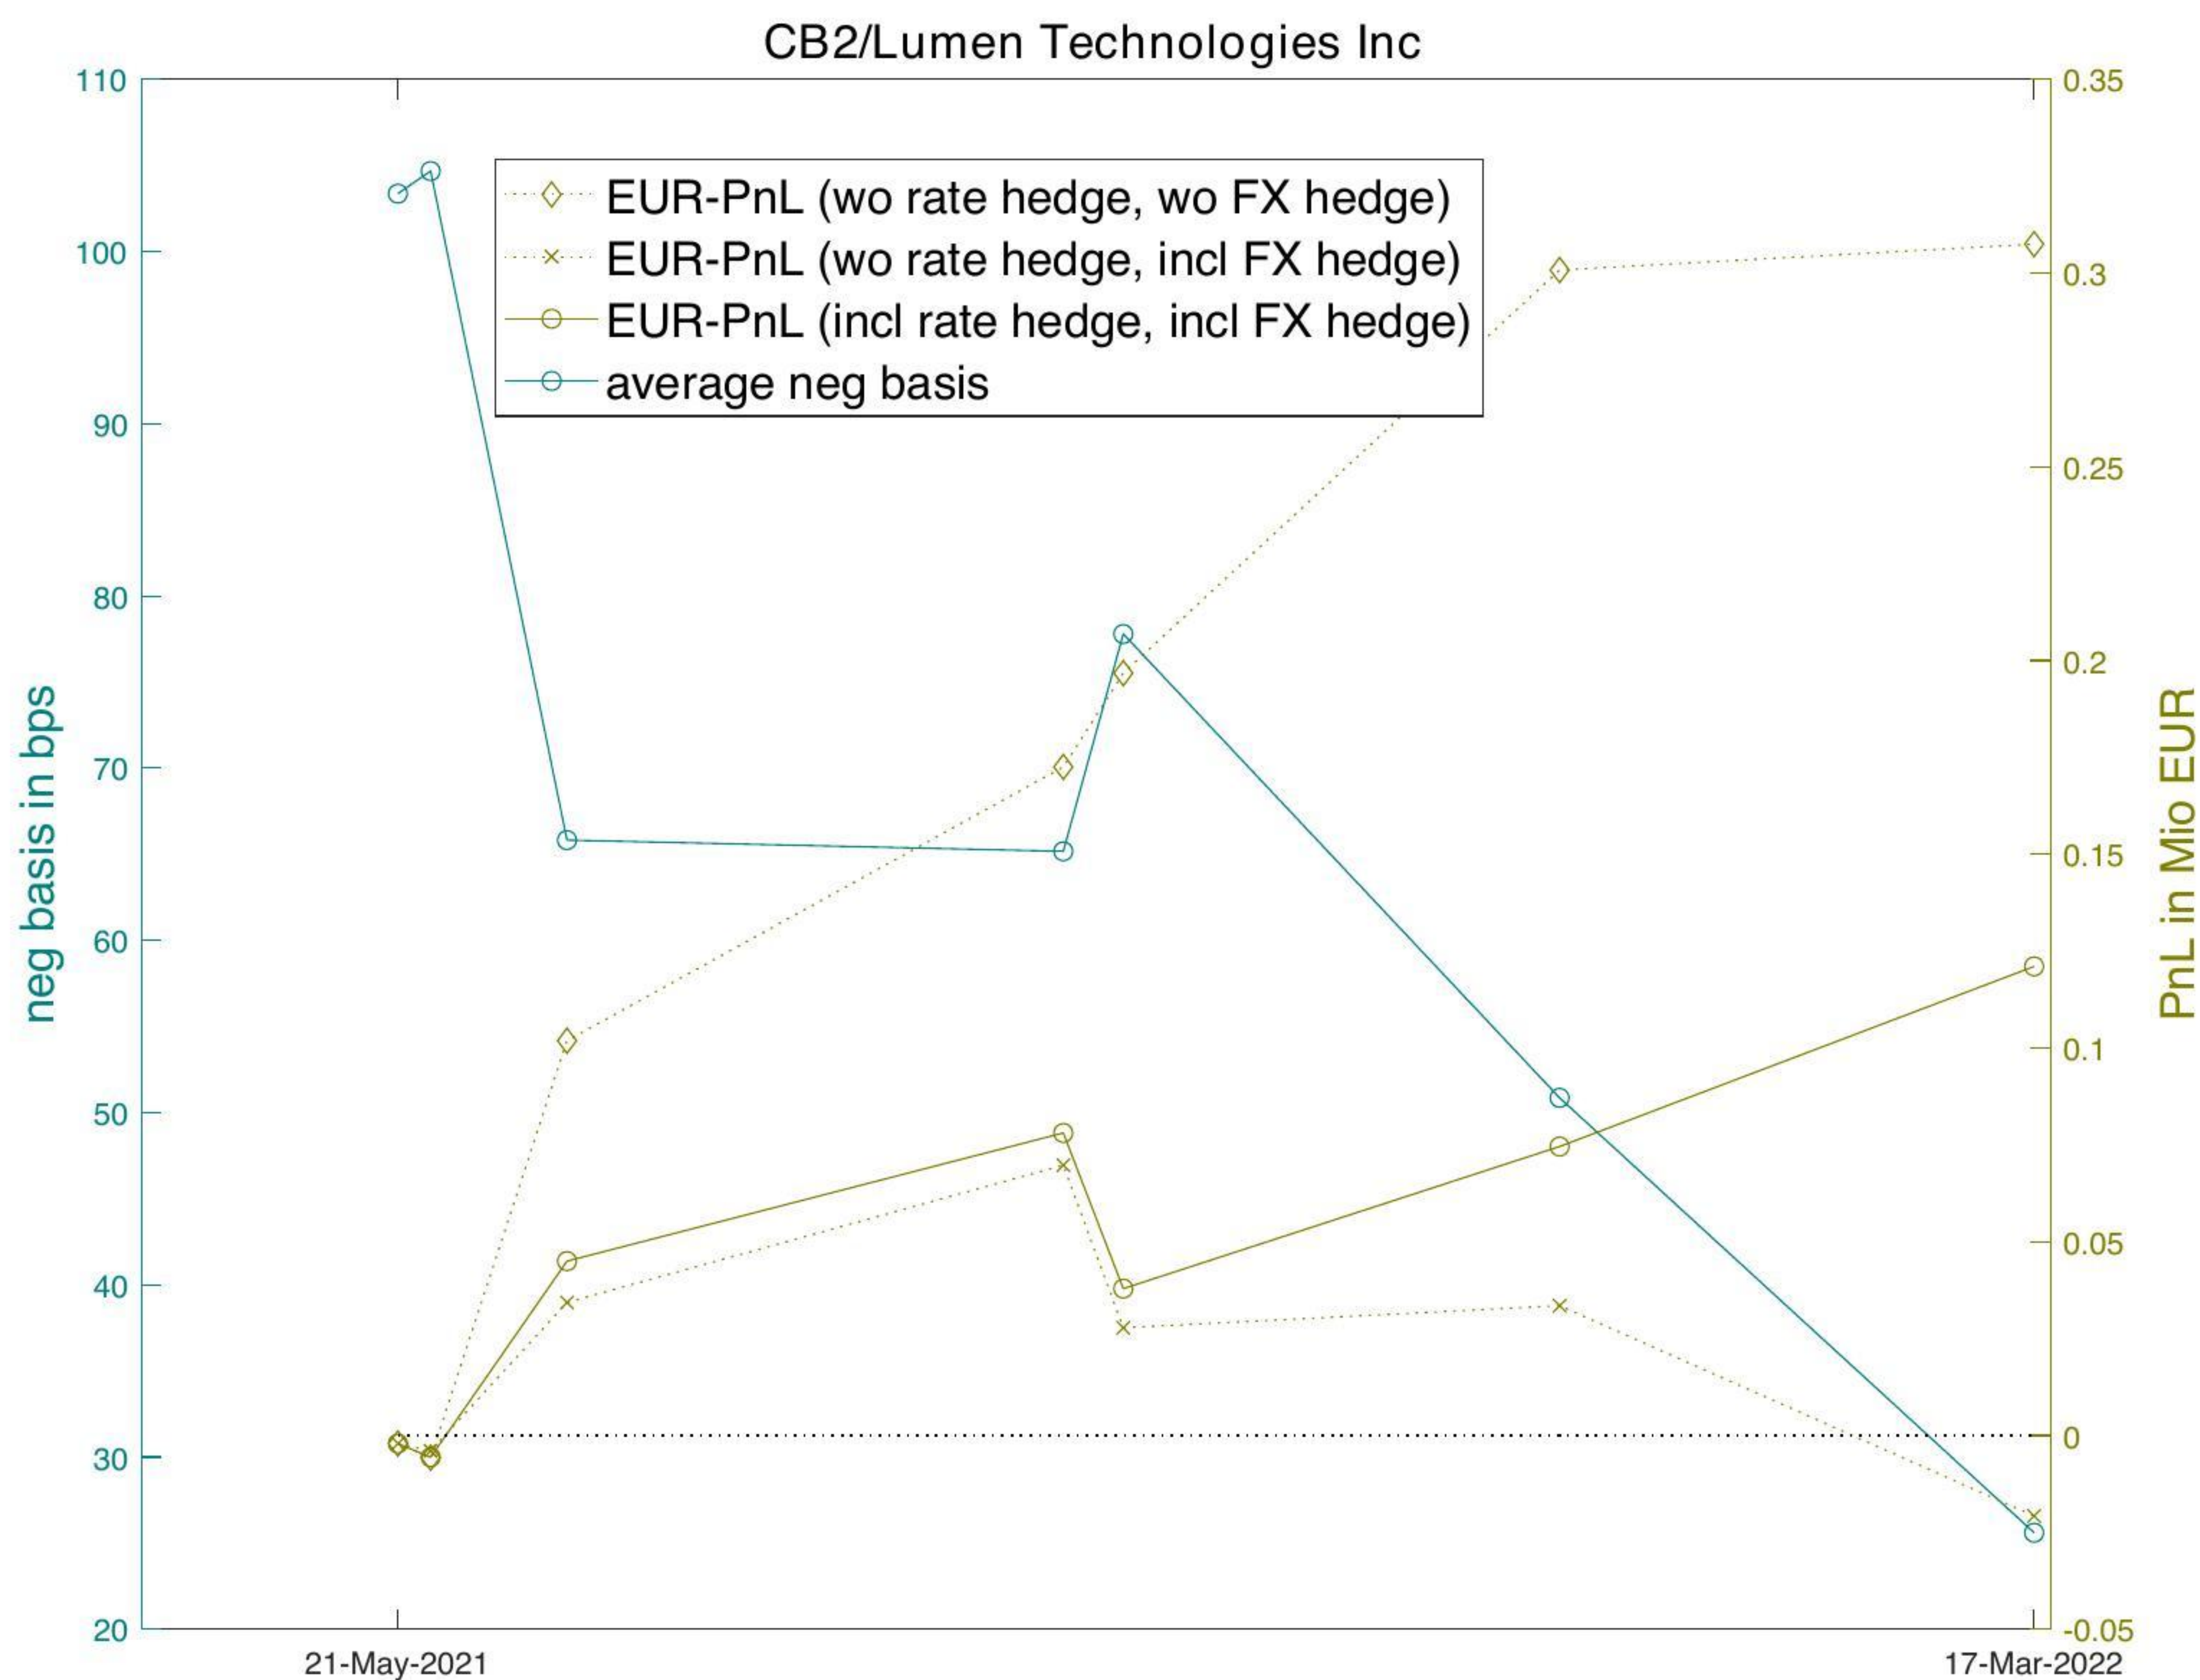 CB2/Lumen Technologies Inc
110
100
90
80
70
60
50
40
30
20
neg basis in bps
EUR-PnL (wo rate hedge, wo FX hedge)
EUR-PnL (wo rate hedge, incl FX hedge)
EUR-PnL (incl rate hedge, incl FX hedge)
average neg basis
0.35
0.3
0.25
0.2
0.15
0.1
0.05
0
-0.05
PnL in Mio EUR
21-May-2021
17-Mar-2022